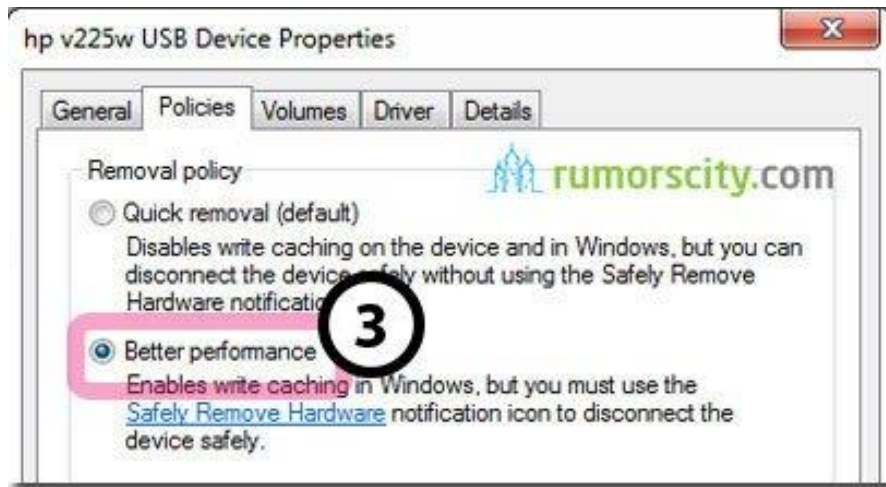 hp v225w USB Device Properties
General Policies Volumes Driver Details
Removal policy
rumorscity.com
Quick removal (default)
Disables write caching on the device and in Windows, but you can
disconnect the device safely without using the Safely Remove
Hardware
3
Better performance
Enables write caching in Windows, but you must use the
Safely Remove Hardware notification icon to disconnect the
device safely.